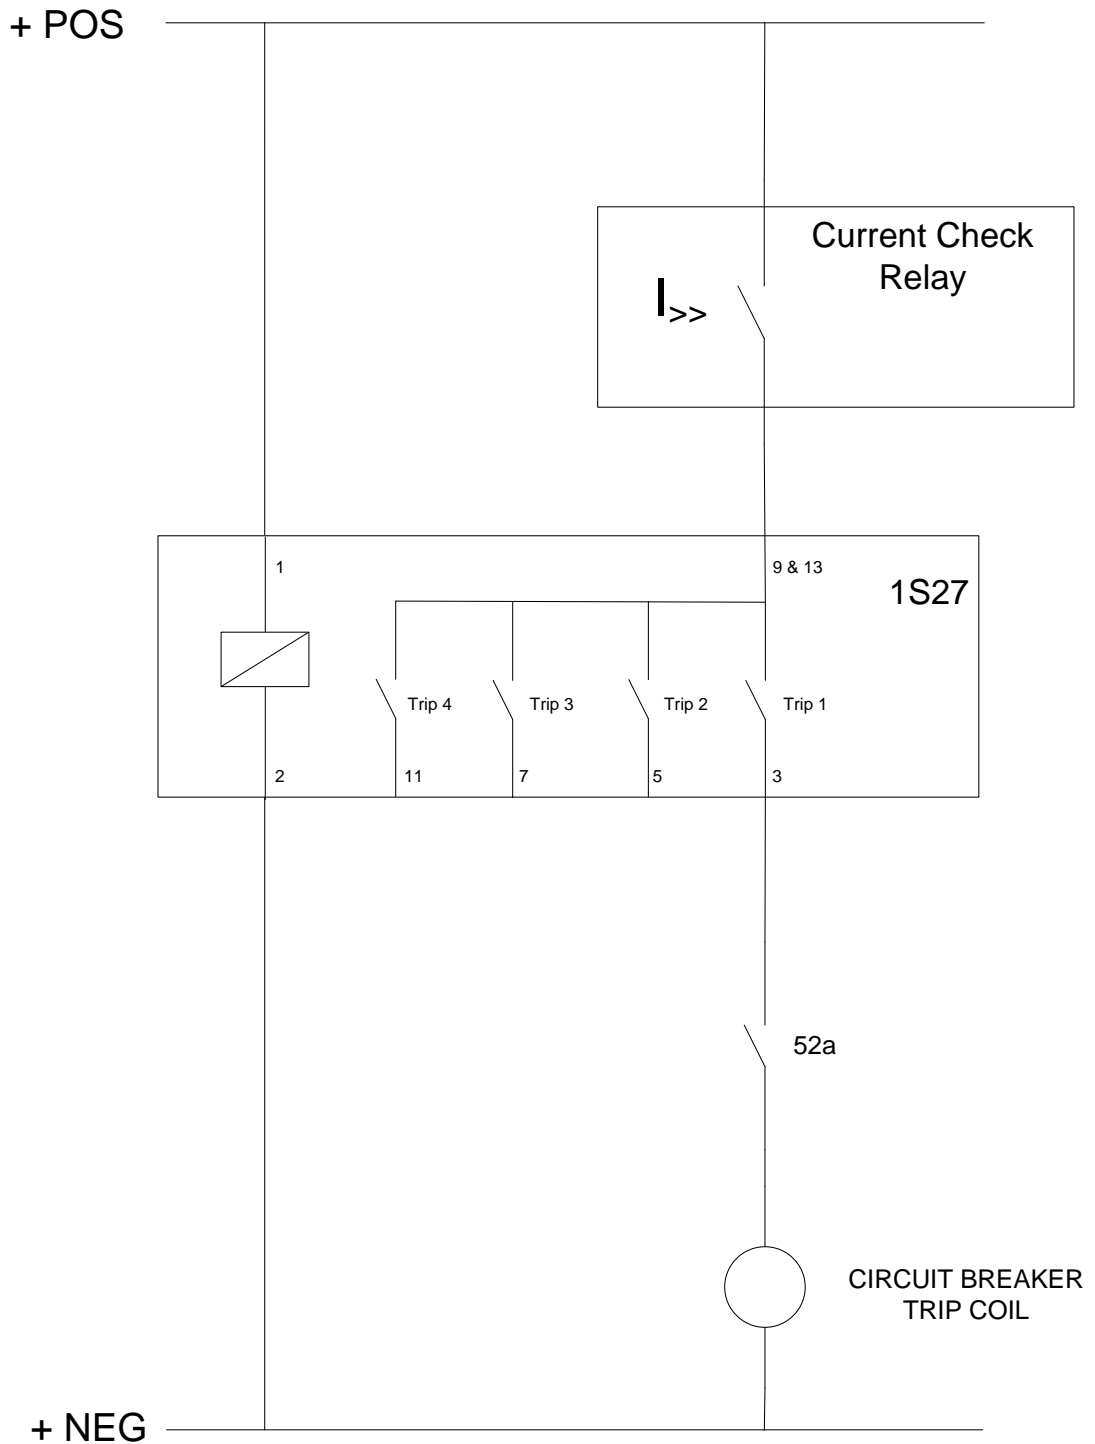 + POS
Current Check
Relay
I>>
1
9 & 13
1S27
Trip 4
Trip 3
Trip 2
Trip 1
2
11
7
5
3
52a
CIRCUIT BREAKER
TRIP COIL
+ NEG